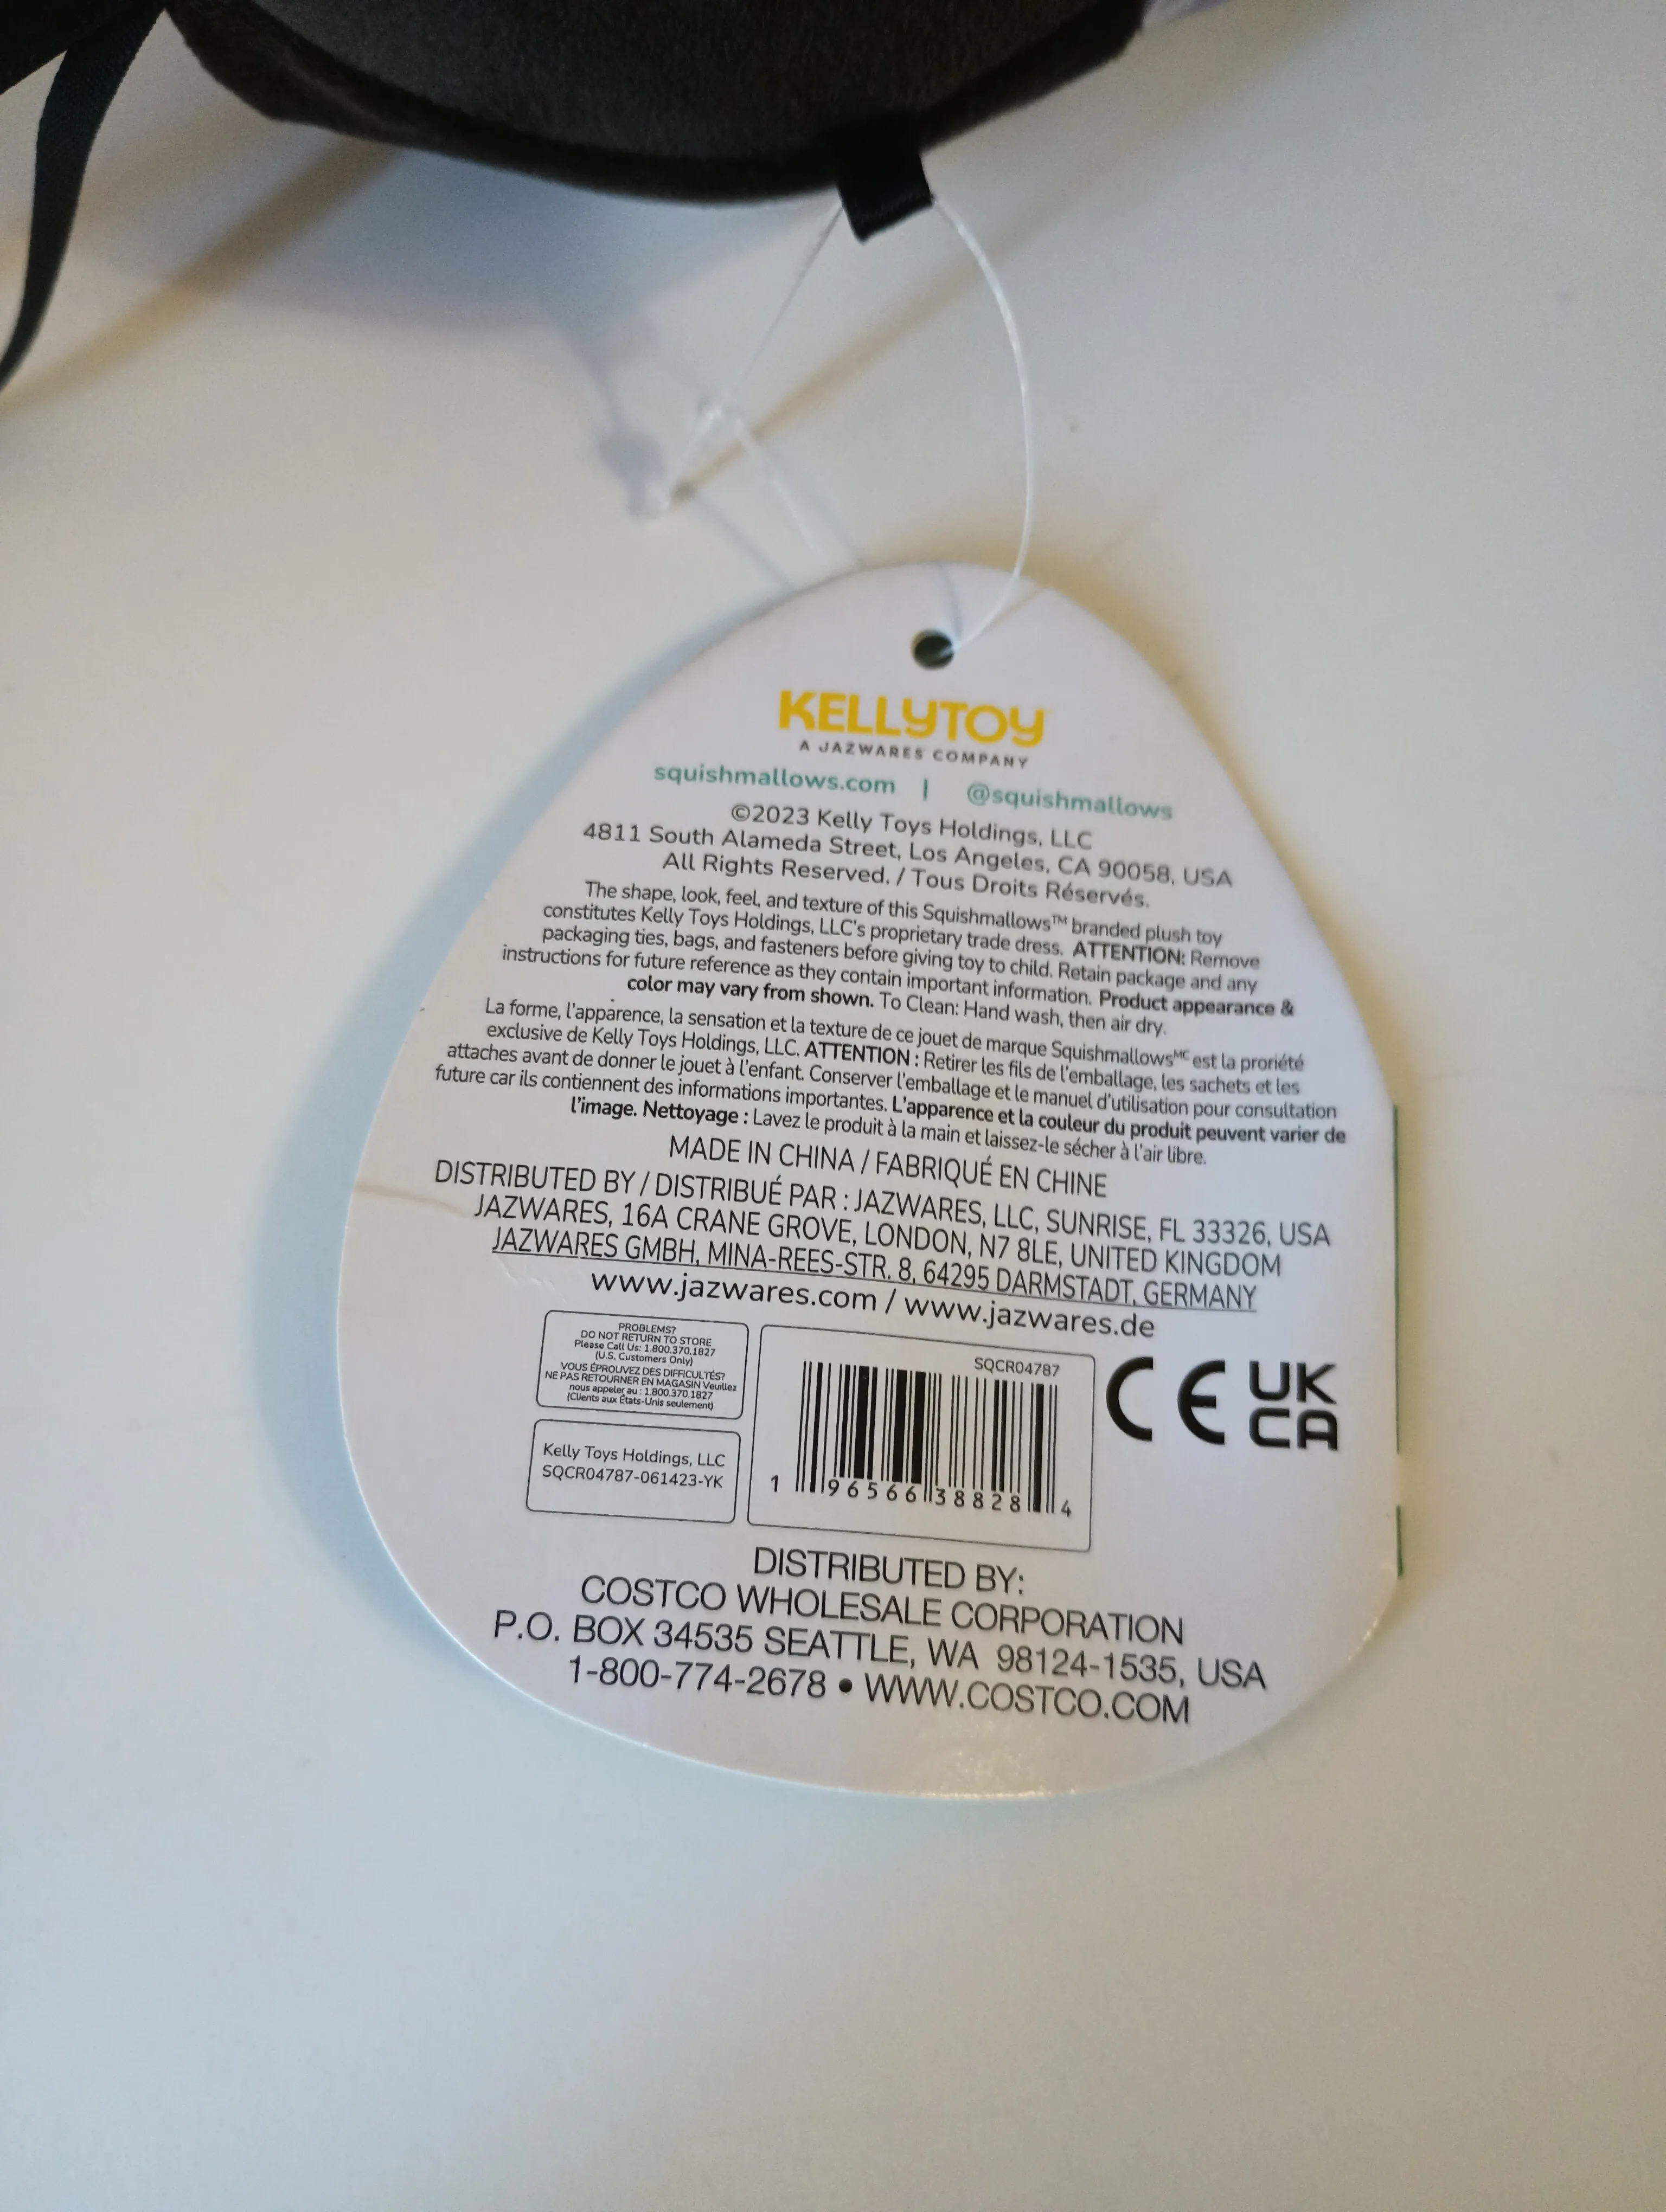 KELLYTOY
A JAZWARES COMPANY
squishmallows.com | @squishmallows
©2023 Kelly Toys Holdings, LLC
4811 South Alameda Street, Los Angeles, CA 90058, USA
All Rights Reserved. / Tous Droits Réservés.
The shape, look, feel, and texture of this Squishmallows™ branded plush toy
constitutes Kelly Toys Holdings, LLC's proprietary trade dress. ATTENTION: Remove
packaging ties, bags, and fasteners before giving toy to child. Retain package and any
instructions for future reference as they contain important information. Product appearance &
color may vary from shown. To Clean: Hand wash, then air dry.
La forme, l'apparence, la sensation et la texture de ce jouet de marque Squishmallowsᴹᶜ est la proriété
exclusive de Kelly Toys Holdings, LLC. ATTENTION : Retirer les fils de l'emballage, les sachets et les
attaches avant de donner le jouet à l'enfant. Conserver l'emballage et le manuel d'utilisation pour consultation
future car ils contiennent des informations importantes. L'apparence et la couleur du produit peuvent varier de
l'image. Nettoyage : Lavez le produit à la main et laissez-le sécher à l'air libre.
MADE IN CHINA / FABRIQUÉ EN CHINE
DISTRIBUTED BY / DISTRIBUÉ PAR : JAZWARES, LLC, SUNRISE, FL 33326, USA
JAZWARES, 16A CRANE GROVE, LONDON, N7 8LE, UNITED KINGDOM
JAZWARES GMBH, MINA-REES-STR. 8, 64295 DARMSTADT, GERMANY
www.jazwares.com / www.jazwares.de
PROBLEMS?
DO NOT RETURN TO STORE
Please Call Us: 1.800.370.1827
(U.S. Customers Only)
VOUS ÉPROUVEZ DES DIFFICULTÉS?
NE PAS RETOURNER EN MAGASIN Veuillez
nous appeler au : 1.800.370.1827
(Clients aux États-Unis seulement)
Kelly Toys Holdings, LLC
SQCR04787-061423-YK
SQCR04787
1 96566 38828 4
CE
UK
CA
DISTRIBUTED BY:
COSTCO WHOLESALE CORPORATION
P.O. BOX 34535 SEATTLE, WA 98124-1535, USA
1-800-774-2678 • WWW.COSTCO.COM